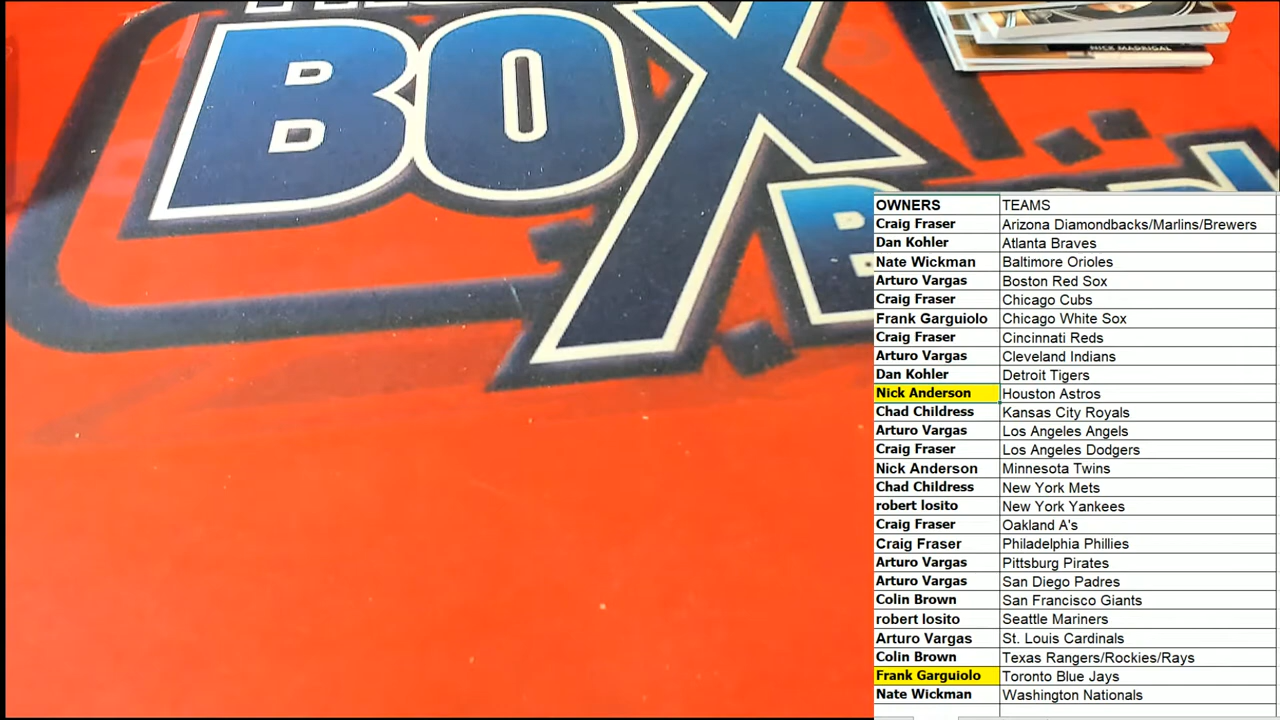 BOX
NICK MADRIGAL
OWNERS TEAMS
Craig Fraser Arizona Diamondbacks/Marlins/Brewers
Dan Kohler Atlanta Braves
Nate Wickman Baltimore Orioles
Arturo Vargas Boston Red Sox
Craig Fraser Chicago Cubs
Frank Garguiolo Chicago White Sox
Craig Fraser Cincinnati Reds
Arturo Vargas Cleveland Indians
Dan Kohler Detroit Tigers
Nick Anderson Houston Astros
Chad Childress Kansas City Royals
Arturo Vargas Los Angeles Angels
Craig Fraser Los Angeles Dodgers
Nick Anderson Minnesota Twins
Chad Childress New York Mets
robert losito New York Yankees
Craig Fraser Oakland A's
Craig Fraser Philadelphia Phillies
Arturo Vargas Pittsburg Pirates
Arturo Vargas San Diego Padres
Colin Brown San Francisco Giants
robert losito Seattle Mariners
Arturo Vargas St. Louis Cardinals
Colin Brown Texas Rangers/Rockies/Rays
Frank Garguiolo Toronto Blue Jays
Nate Wickman Washington Nationals